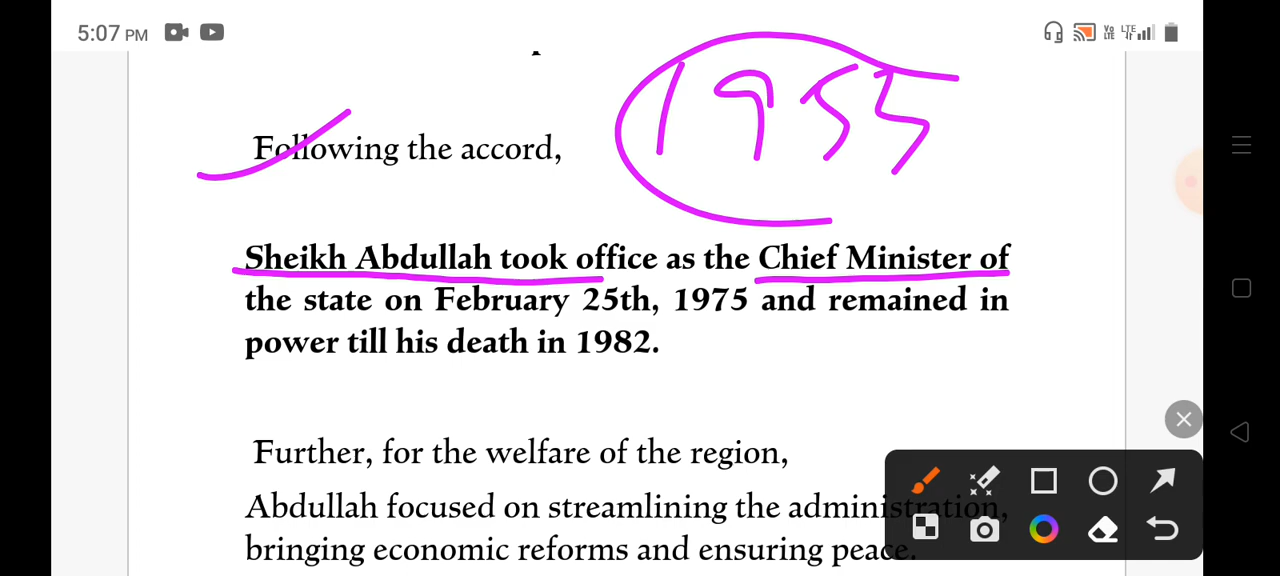 5:07 PM
1955
Following the accord,
Sheikh Abdullah took office as the Chief Minister of
the state on February 25th, 1975 and remained in
power till his death in 1982.
Further, for the welfare of the region,
Abdullah focused on streamlining the administration,
bringing economic reforms and ensuring peace.